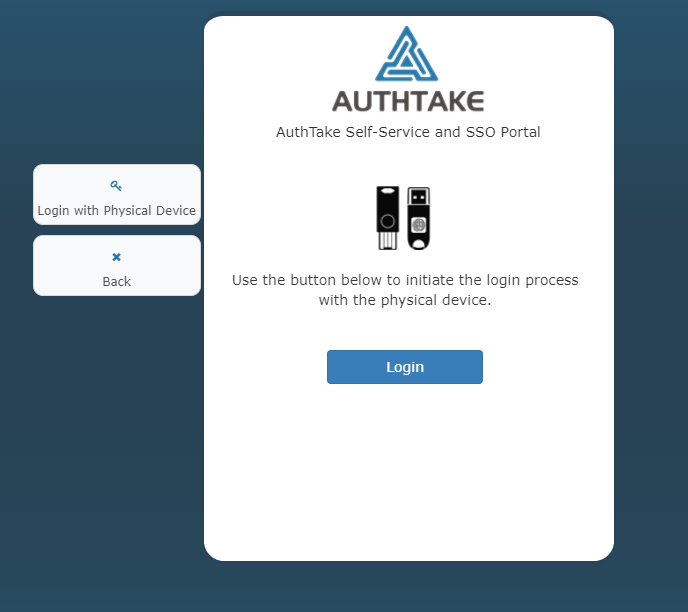 AUTHTAKE
AuthTake Self-Service and SSO Portal
Login with Physical Device
Back
Use the button below to initiate the login process
with the physical device.
Login